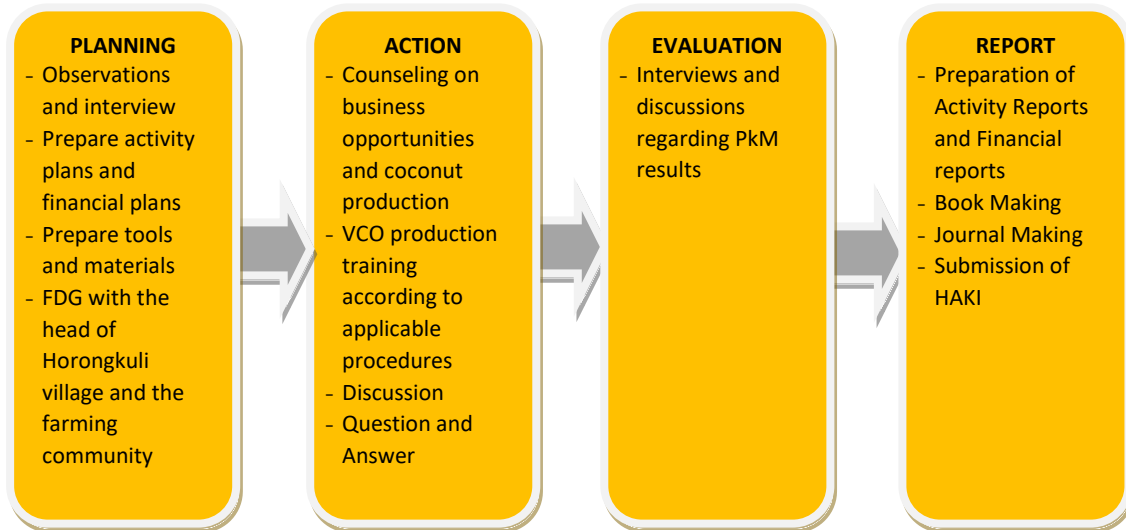 PLANNING
- Observations
and interview
- Prepare activity
plans and
financial plans
- Prepare tools
and materials
- FDG with the
head of
Horongkuli
village and the
farming
community
ACTION
- Counseling on
business
opportunities
and coconut
production
- VCO production
training
according to
applicable
procedures
- Discussion
- Question and
Answer
EVALUATION
- Interviews and
discussions
regarding PkM
results
REPORT
- Preparation of
Activity Reports
and Financial
reports
- Book Making
- Journal Making
- Submission of
HAKI